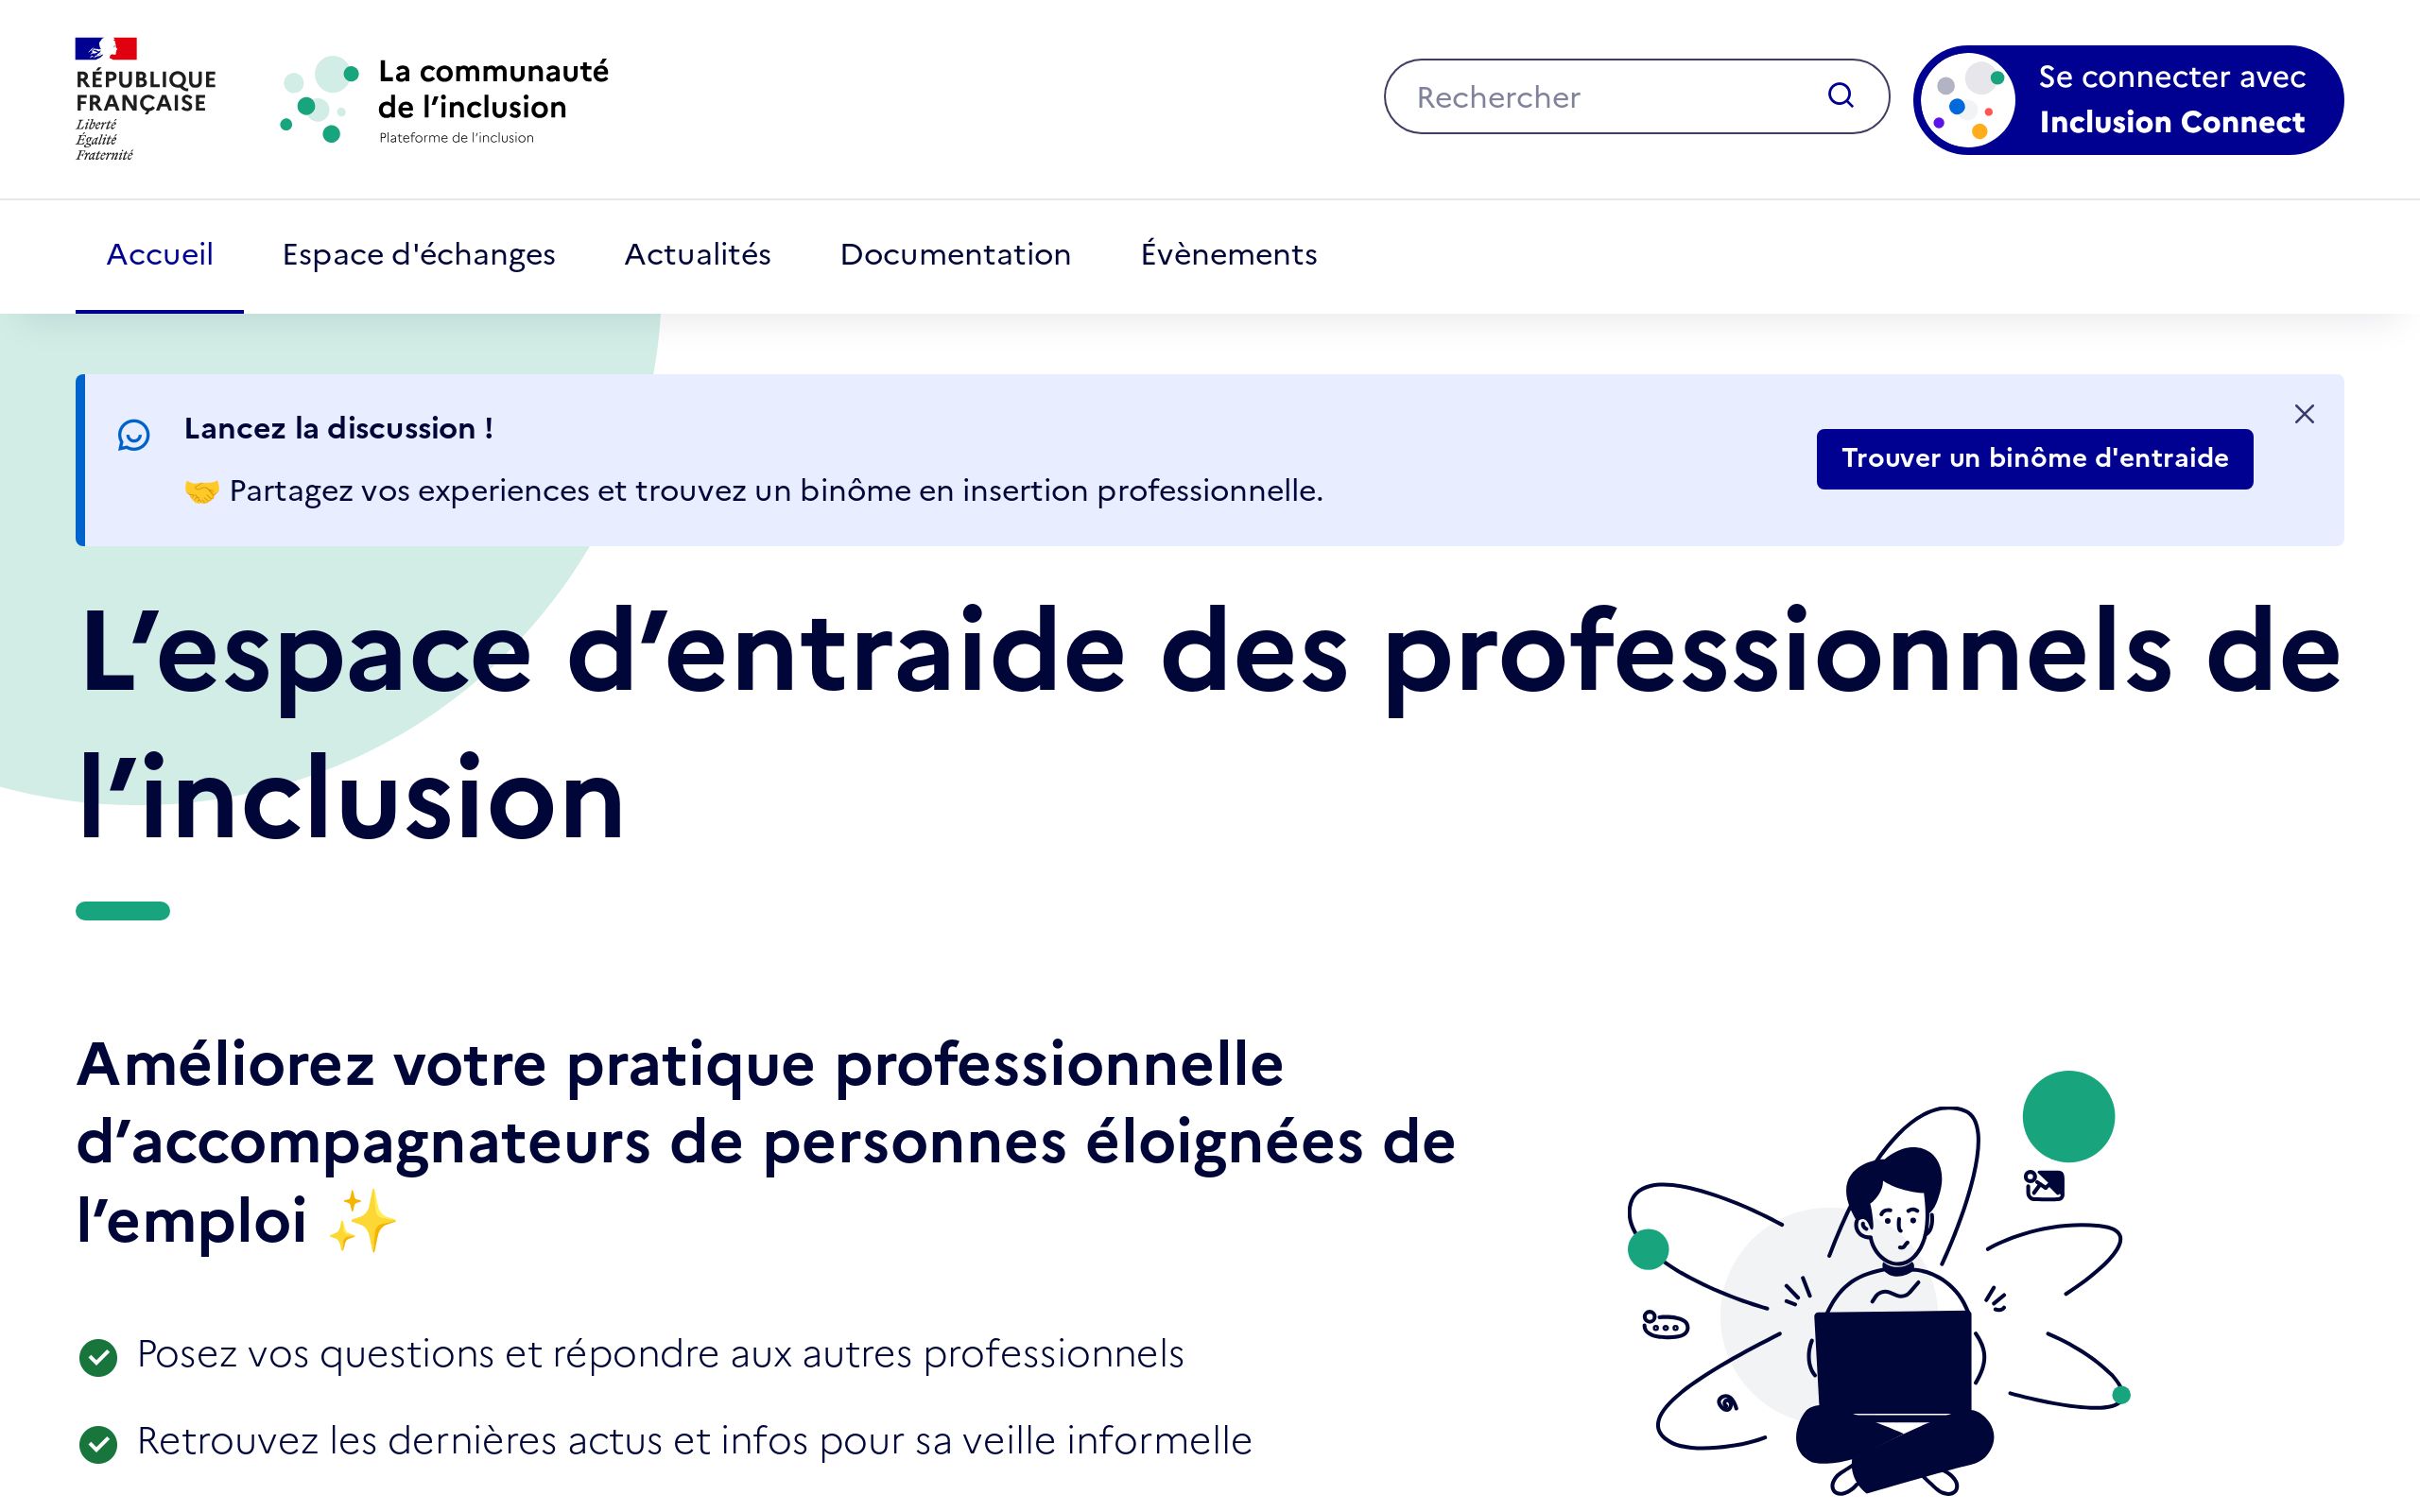 RÉPUBLIQUE
FRANÇAISE
Liberté
Égalité
Fraternité
La communauté
de l’inclusion
Plateforme de l’inclusion
Rechercher
Se connecter avec
Inclusion Connect
Accueil
Espace d'échanges
Actualités
Documentation
Évènements
Lancez la discussion !
🤝 Partagez vos experiences et trouvez un binôme en insertion professionnelle.
Trouver un binôme d'entraide
L’espace d’entraide des professionnels de
l’inclusion
Améliorez votre pratique professionnelle
d’accompagnateurs de personnes éloignées de
l’emploi ✨
Posez vos questions et répondre aux autres professionnels
Retrouvez les dernières actus et infos pour sa veille informelle